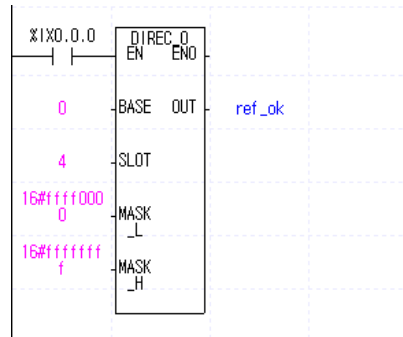 %IX0.0.0
DIREC_O
EN ENO
0 BASE OUT ref_ok
4 SLOT
16#ffff000
0 MASK
_L
16#fffffff
f MASK
_H